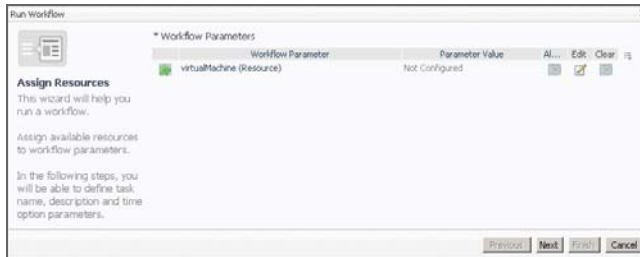 Run Workflow
* Workflow Parameters
Workflow Parameter Parameter Value Al... Edit Clear
virtualMachine (Resource) Not Configured
Assign Resources
This wizard will help you
run a workflow.
Assign available resources
to workflow parameters.
In the following steps, you
will be able to define task
name, description and time
option parameters.
Previous Next Finish Cancel